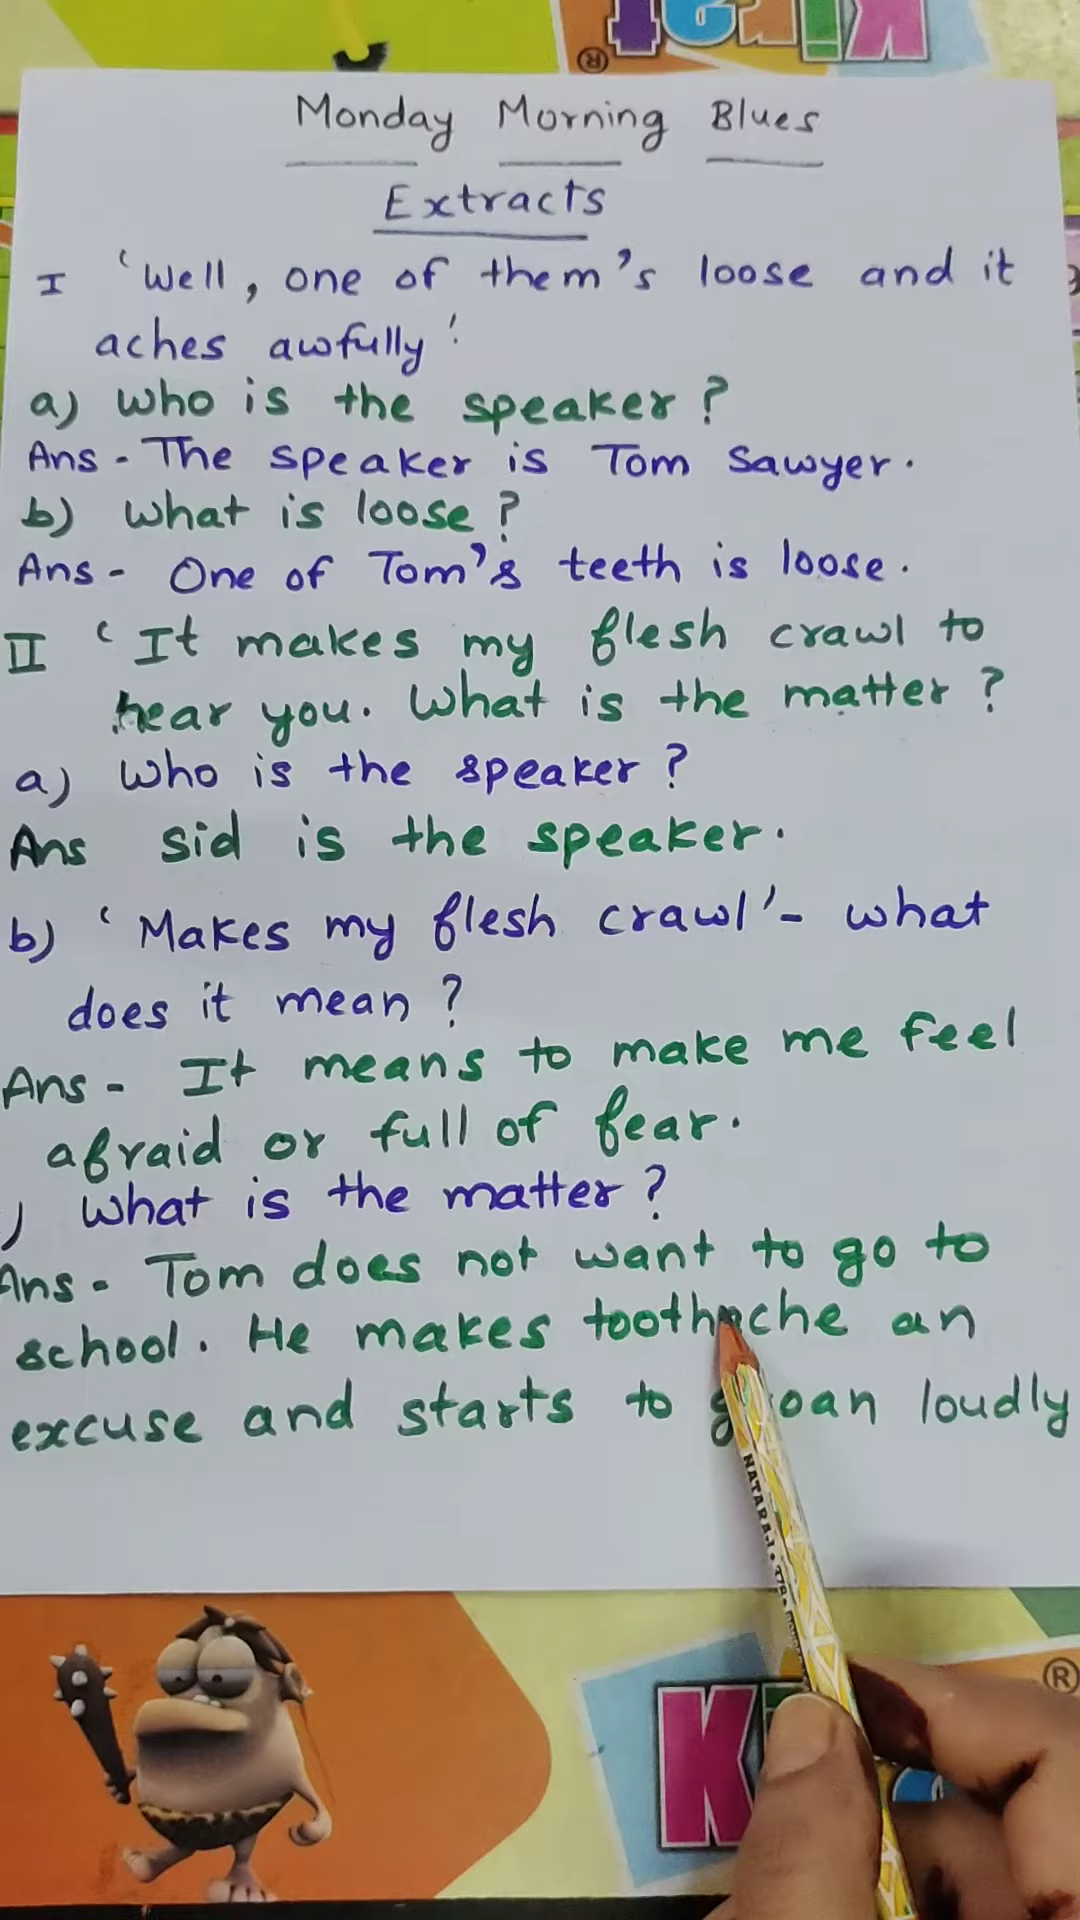 Monday Morning Blues
Extracts
I 'Well, one of them's loose and it
aches awfully!
a) Who is the speaker?
Ans - The speaker is Tom Sawyer.
b) What is loose?
Ans - One of Tom's teeth is loose.
II 'It makes my flesh crawl to
hear you. What is the matter?
a) Who is the speaker?
Ans Sid is the speaker.
b) 'Makes my flesh crawl' - what
does it mean?
Ans - It means to make me feel
afraid or full of fear.
) What is the matter?
Ans - Tom does not want to go to
school. He makes toothache an
excuse and starts to groan loudly
NATARAJ